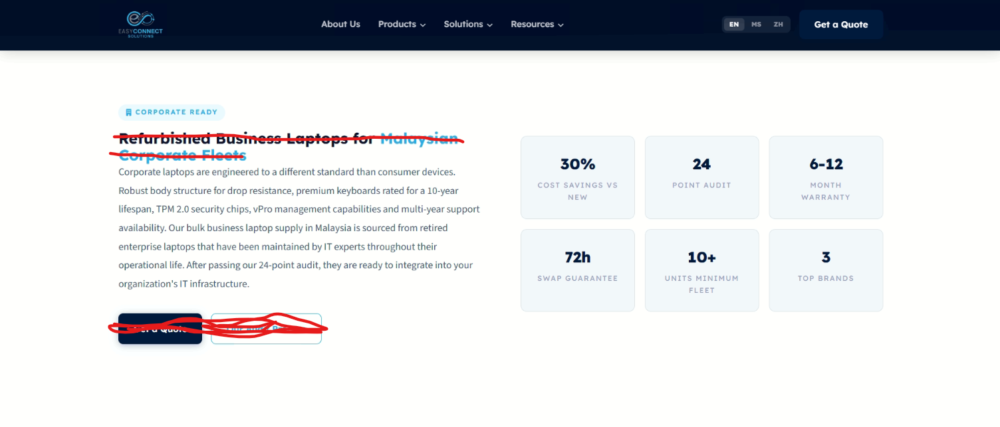 EASYCONNECT
SOLUTIONS
About Us
Products
Solutions
Resources
EN
MS
ZH
Get a Quote
CORPORATE READY
Refurbished Business Laptops for Malaysian
Corporate Fleets
Corporate laptops are engineered to a different standard than consumer devices.
Robust body structure for drop resistance, premium keyboards rated for a 10-year
lifespan, TPM 2.0 security chips, vPro management capabilities and multi-year support
availability. Our bulk business laptop supply in Malaysia is sourced from retired
enterprise laptops that have been maintained by IT experts throughout their
operational life. After passing our 24-point audit, they are ready to integrate into your
organization's IT infrastructure.
Get a Quote
30%
COST SAVINGS VS
NEW
24
POINT AUDIT
6-12
MONTH
WARRANTY
72h
SWAP GUARANTEE
10+
UNITS MINIMUM
FLEET
3
TOP BRANDS